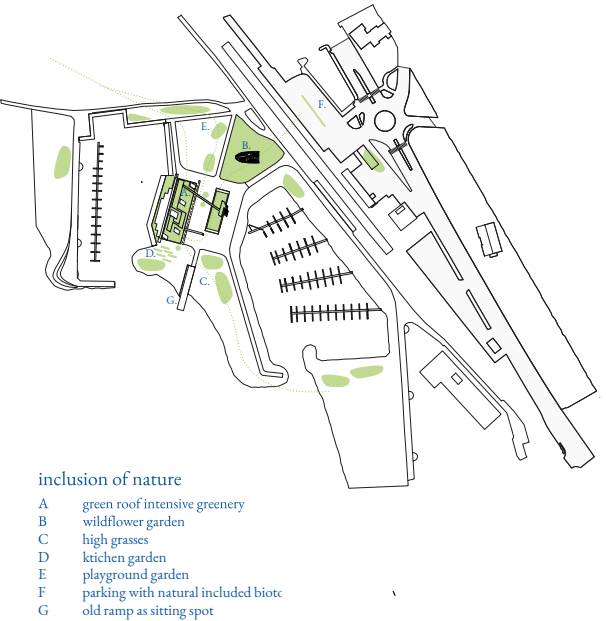 F.
E.
B.
A
D.
C.
G.
inclusion of nature
A green roof intensive greenery
B wildflower garden
C high grasses
D ktichen garden
E playground garden
F parking with natural included biotc
G old ramp as sitting spot